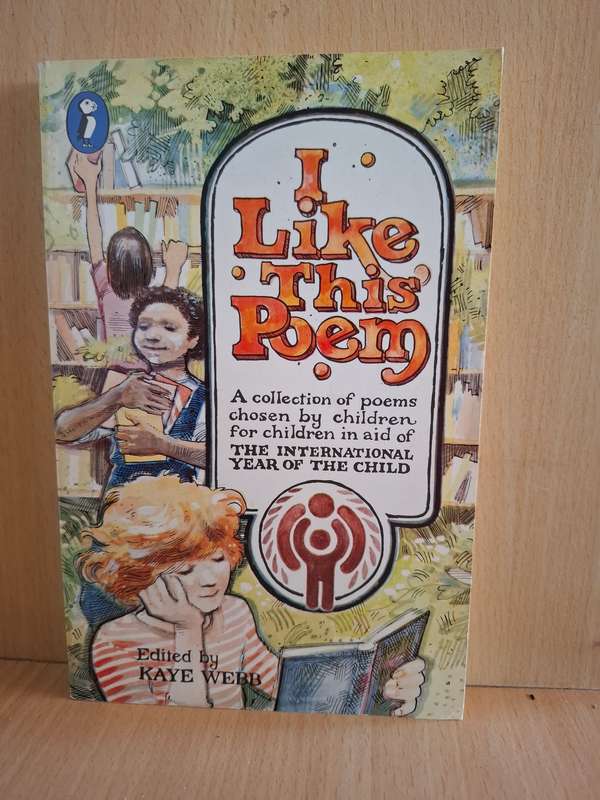 I
Like
This
Poem
A collection of poems
chosen by children
for children in aid of
THE INTERNATIONAL
YEAR OF THE CHILD
Edited by
KAYE WEBB